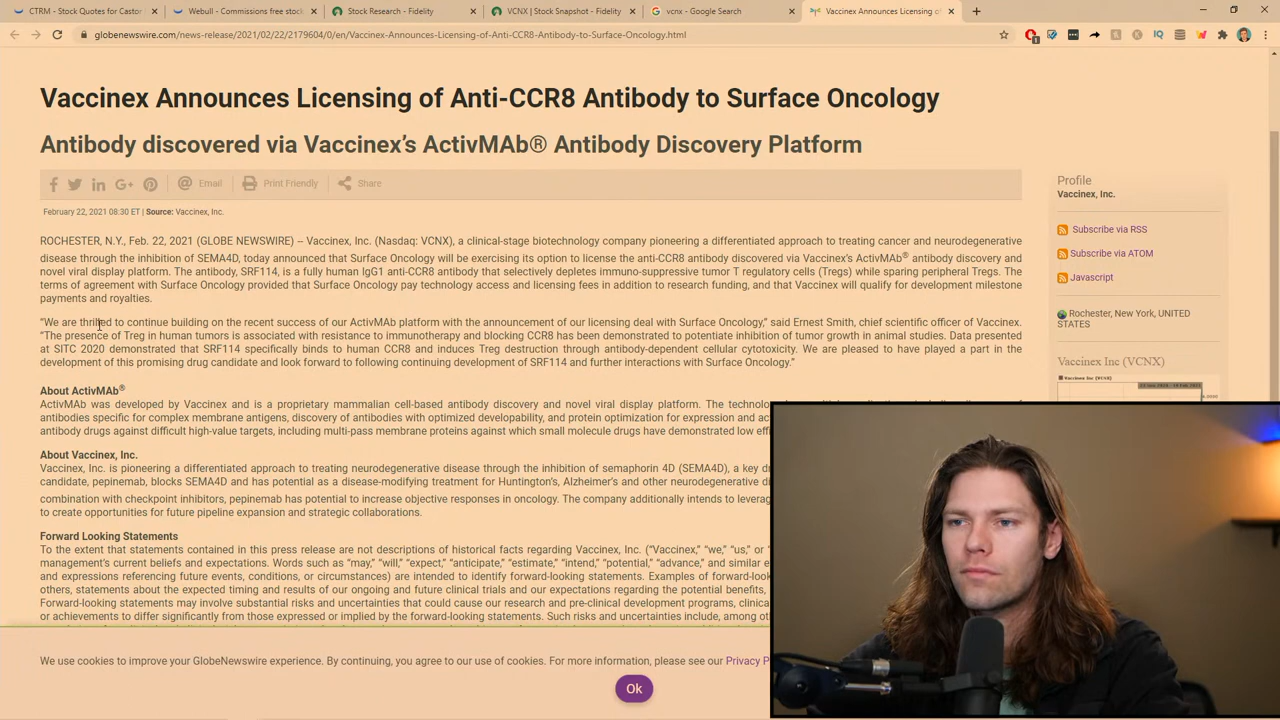 CTRM - Stock Quotes for Castor
Webull - Commissions free stock
Stock Research - Fidelity
VCNX | Stock Snapshot - Fidelity
vcnx - Google Search
Vaccinex Announces Licensing of
globenewswire.com/news-release/2021/02/22/2179604/0/en/Vaccinex-Announces-Licensing-of-Anti-CCR8-Antibody-to-Surface-Oncology.html
Vaccinex Announces Licensing of Anti-CCR8 Antibody to Surface Oncology
Antibody discovered via Vaccinex’s ActivMAb® Antibody Discovery Platform
Email Print Friendly Share
February 22, 2021 08:30 ET | Source: Vaccinex, Inc.
ROCHESTER, N.Y., Feb. 22, 2021 (GLOBE NEWSWIRE) -- Vaccinex, Inc. (Nasdaq: VCNX), a clinical-stage biotechnology company pioneering a differentiated approach to treating cancer and neurodegenerative
disease through the inhibition of SEMA4D, today announced that Surface Oncology will be exercising its option to license the anti-CCR8 antibody discovered via Vaccinex’s ActivMAb® antibody discovery and
novel viral display platform. The antibody, SRF114, is a fully human IgG1 anti-CCR8 antibody that selectively depletes immuno-suppressive tumor T regulatory cells (Tregs) while sparing peripheral Tregs. The
terms of agreement with Surface Oncology provided that Surface Oncology pay technology access and licensing fees in addition to research funding, and that Vaccinex will qualify for development milestone
payments and royalties.
“We are thrilled to continue building on the recent success of our ActivMAb platform with the announcement of our licensing deal with Surface Oncology,” said Ernest Smith, chief scientific officer of Vaccinex.
“The presence of Treg in human tumors is associated with resistance to immunotherapy and blocking CCR8 has been demonstrated to potentiate inhibition of tumor growth in animal studies. Data presented
at SITC 2020 demonstrated that SRF114 specifically binds to human CCR8 and induces Treg destruction through antibody-dependent cellular cytotoxicity. We are pleased to have played a part in the
development of this promising drug candidate and look forward to following continued development of SRF114 and further interactions with Surface Oncology.”
About ActivMAb®
ActivMAb was developed by Vaccinex and is a proprietary mammalian cell-based antibody discovery and novel viral display platform. The technolo
antibodies specific for complex membrane antigens, discovery of antibodies with optimized developability, and protein optimization for expression and ac
antibody drugs against difficult high-value targets, including multi-pass membrane proteins against which small molecule drugs have demonstrated low eff
About Vaccinex, Inc.
Vaccinex, Inc. is pioneering a differentiated approach to treating neurodegenerative disease through the inhibition of semaphorin 4D (SEMA4D), a key dr
candidate, pepinemab, blocks SEMA4D and has potential as a disease-modifying treatment for Huntington’s, Alzheimer’s and other neurodegenerative di
combination with checkpoint inhibitors, pepinemab has potential to increase objective responses in oncology. The company additionally intends to leverag
to create opportunities for future pipeline expansion and strategic collaborations.
Forward Looking Statements
To the extent that statements contained in this press release are not descriptions of historical facts regarding Vaccinex, Inc. (“Vaccinex,” “we,” “us,” or “
management’s current beliefs and expectations. Words such as “may,” “will,” “expect,” “anticipate,” “estimate,” “intend,” “potential,” “advance,” and similar e
and expressions referencing future events, conditions, or circumstances) are intended to identify forward-looking statements. Examples of forward-look
others, statements about the expected timing and results of our ongoing and future clinical trials and our expectations regarding the potential benefits,
Forward-looking statements may involve substantial risks and uncertainties that could cause our research and pre-clinical development programs, clinica
or achievements to differ significantly from those expressed or implied by the forward-looking statements. Such risks and uncertainties include, among ot
We use cookies to improve your GlobeNewswire experience. By continuing, you agree to our use of cookies. For more information, please see our Privacy P
Ok
Profile
Vaccinex, Inc.
Subscribe via RSS
Subscribe via ATOM
Javascript
Rochester, New York, UNITED
STATES
Vaccinex Inc (VCNX)
Vaccinex Inc (VCNX)